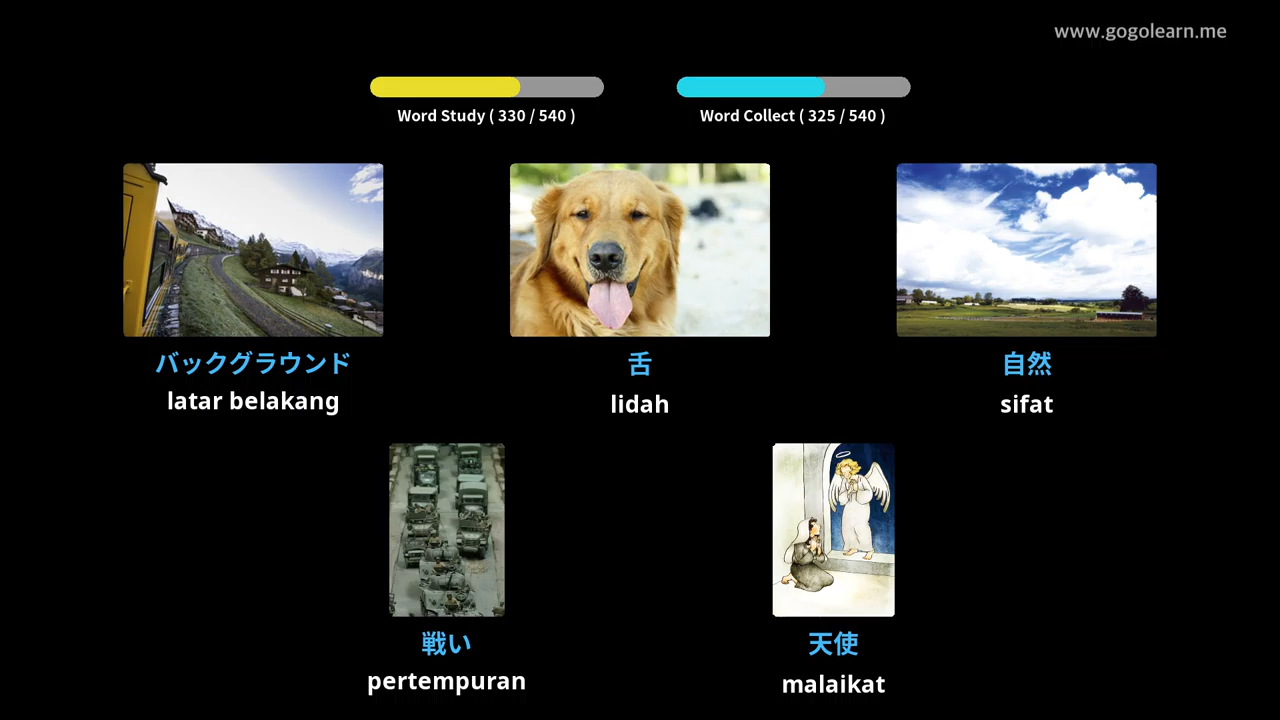 www.gogolearn.me
Word Study ( 330 / 540 )
Word Collect ( 325 / 540 )
バックグラウンド
latar belakang
舌
lidah
自然
sifat
戦い
pertempuran
天使
malaikat